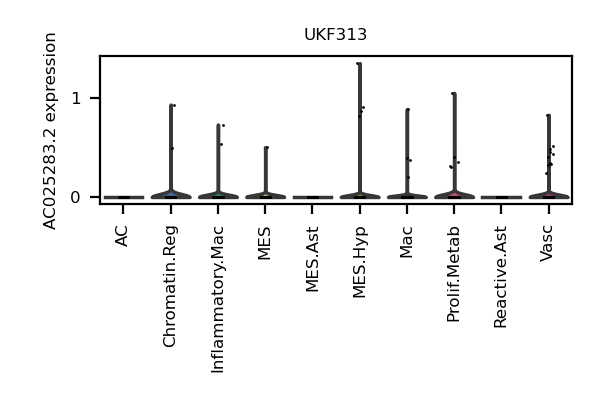 UKF313
AC025283.2 expression
1
0
AC
Chromatin.Reg
Inflammatory.Mac
MES
MES.Ast
MES.Hyp
Mac
Prolif.Metab
Reactive.Ast
Vasc